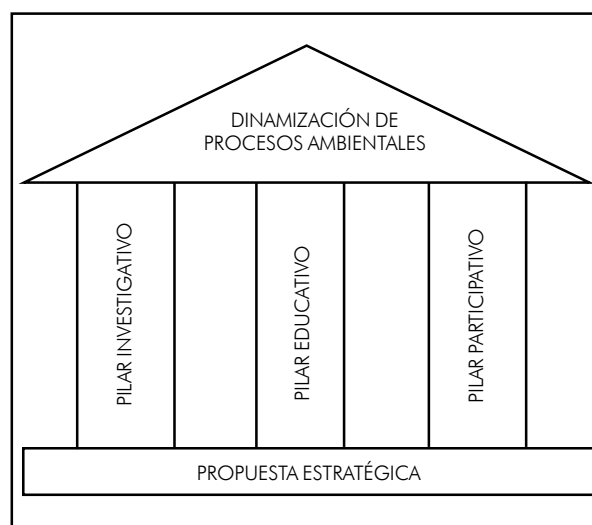 DINAMIZACIÓN DE
PROCESOS AMBIENTALES
PILAR INVESTIGATIVO
PILAR EDUCATIVO
PILAR PARTICIPATIVO
PROPUESTA ESTRATÉGICA